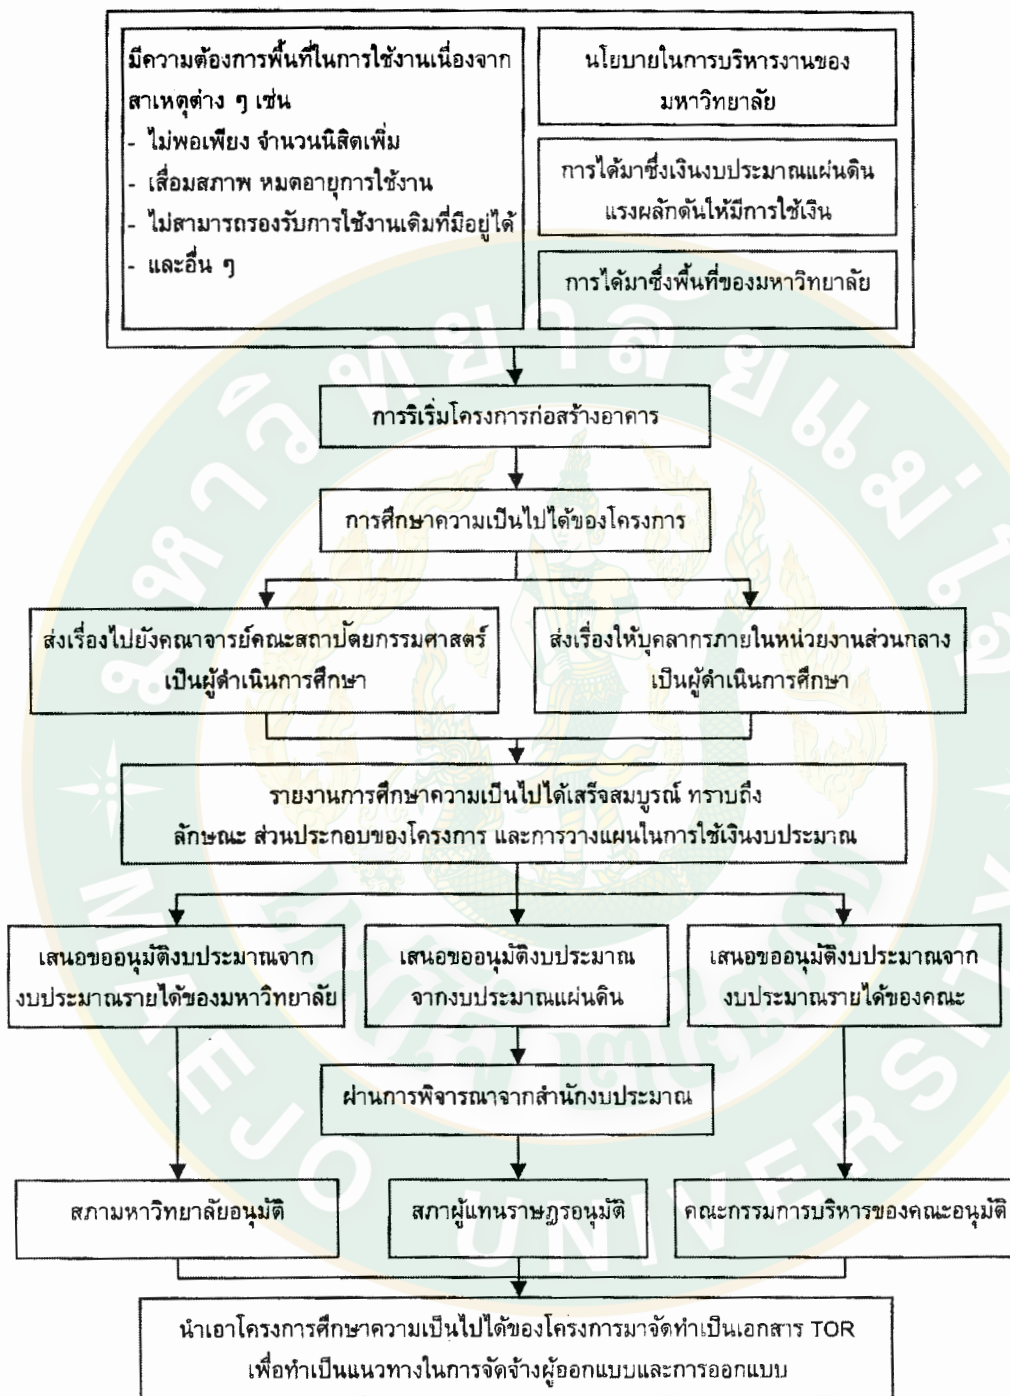 มีความต้องการพื้นที่ในการใช้งานเนื่องจาก
สาเหตุต่าง ๆ เช่น
- ไม่พอเพียง จำนวนนิสิตเพิ่ม
- เสื่อมสภาพ หมดอายุการใช้งาน
- ไม่สามารถรองรับการใช้งานเดิมที่มีอยู่ได้
- และอื่น ๆ
นโยบายในการบริหารงานของ
มหาวิทยาลัย
การได้มาซึ่งเงินงบประมาณแผ่นดิน
แรงผลักดันให้มีการใช้เงิน
การได้มาซึ่งพื้นที่ของมหาวิทยาลัย
การริเริ่มโครงการก่อสร้างอาคาร
การศึกษาความเป็นไปได้ของโครงการ
ส่งเรื่องไปยังคณาจารย์คณะสถาปัตยกรรมศาสตร์
เป็นผู้ดำเนินการศึกษา
ส่งเรื่องให้บุคลากรภายในหน่วยงานส่วนกลาง
เป็นผู้ดำเนินการศึกษา
รายงานการศึกษาความเป็นไปได้เสร็จสมบูรณ์ ทราบถึง
ลักษณะ ส่วนประกอบของโครงการ และการวางแผนในการใช้เงินงบประมาณ
เสนอขออนุมัติงบประมาณจาก
งบประมาณรายได้ของมหาวิทยาลัย
เสนอขออนุมัติงบประมาณ
จากงบประมาณแผ่นดิน
เสนอขออนุมัติงบประมาณจาก
งบประมาณรายได้ของคณะ
ผ่านการพิจารณาจากสำนักงบประมาณ
สภามหาวิทยาลัยอนุมัติ
สภาผู้แทนราษฎรอนุมัติ
คณะกรรมการบริหารของคณะอนุมัติ
นำเอาโครงการศึกษาความเป็นไปได้ของโครงการมาจัดทำเป็นเอกสาร TOR
เพื่อทำเป็นแนวทางในการจัดจ้างผู้ออกแบบและการออกแบบ
มหาวิทยาลัยแม่โจ้
MAEJO UNIVERSITY